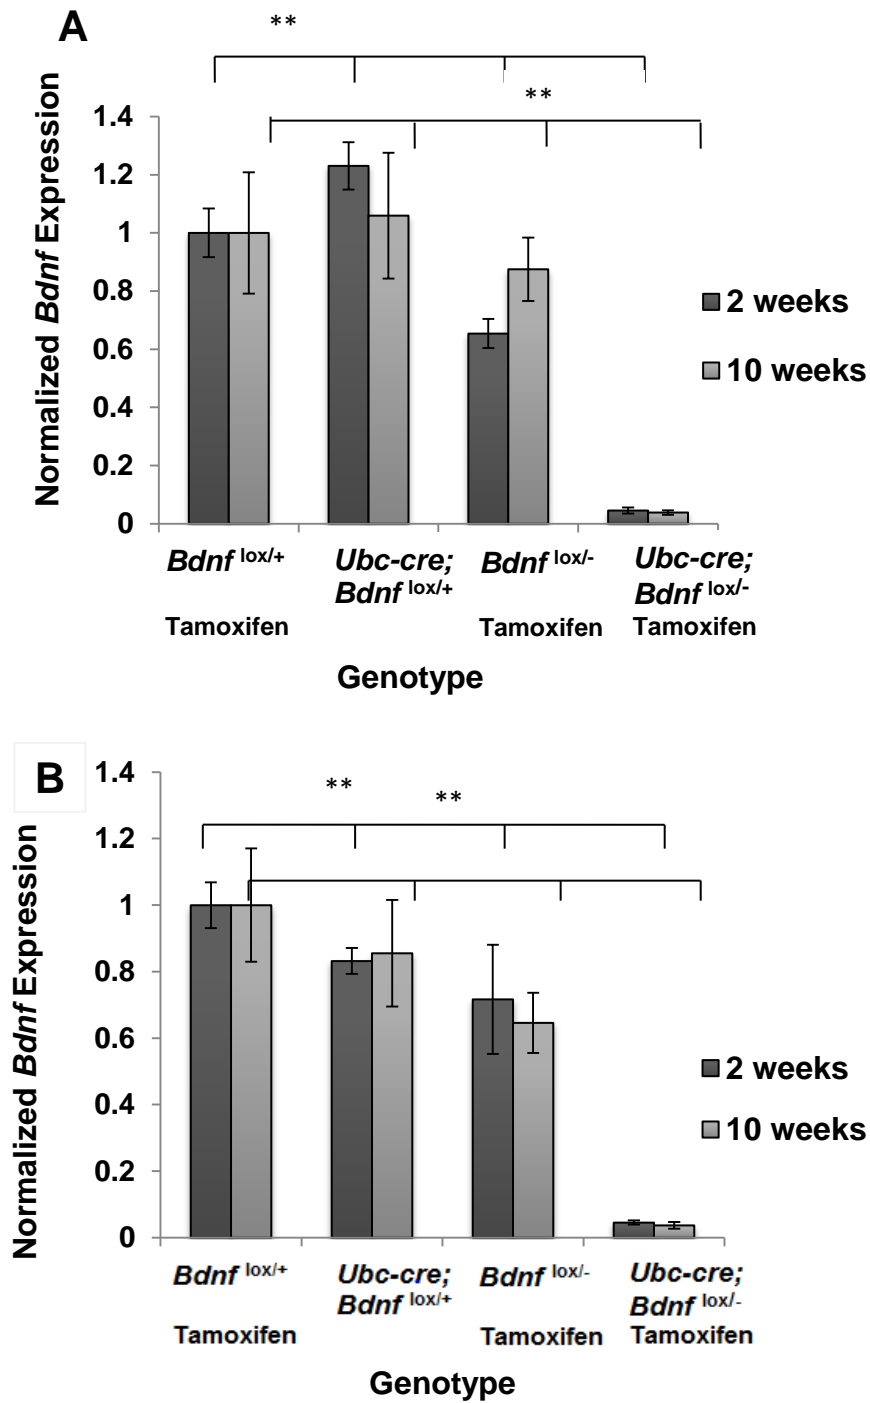 A
**
**
Normalized Bdnf Expression
1.4
1.2
1
0.8
0.6
0.4
0.2
0
2 weeks
10 weeks
Bdnf lox/+
Ubc-cre;
Bdnf lox/+
Bdnf lox/-
Ubc-cre;
Bdnf lox/-
Tamoxifen
Tamoxifen
Tamoxifen
Genotype
B
**
**
Normalized Bdnf Expression
1.4
1.2
1
0.8
0.6
0.4
0.2
0
2 weeks
10 weeks
Bdnf lox/+
Ubc-cre;
Bdnf lox/+
Bdnf lox/-
Ubc-cre;
Bdnf lox/-
Tamoxifen
Tamoxifen
Tamoxifen
Genotype